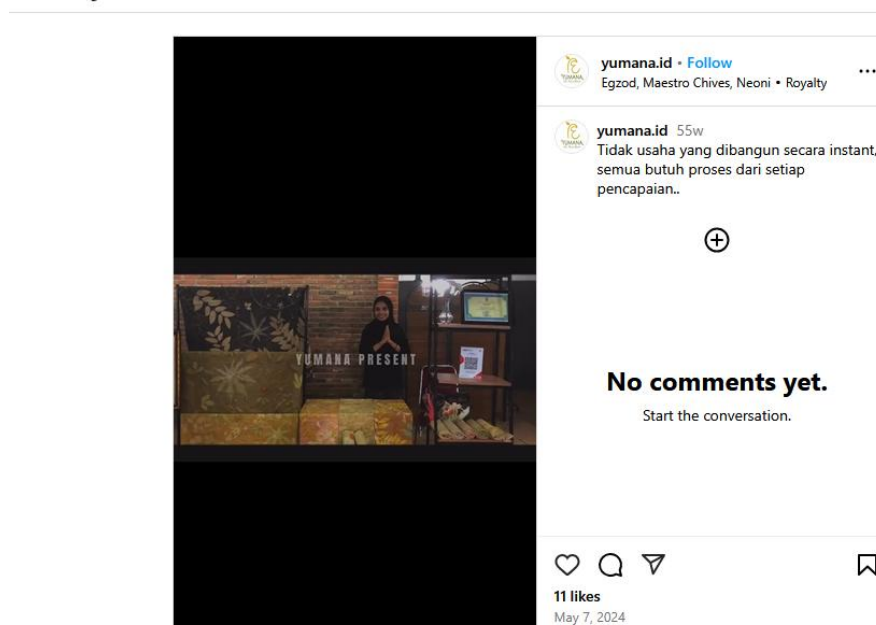 yumana.id • Follow
Egzod, Maestro Chives, Neoni • Royalty
yumana.id 55w
Tidak usaha yang dibangun secara instant,
semua butuh proses dari setiap
pencapaian..
YUMANA PRESENT
No comments yet.
Start the conversation.
11 likes
May 7, 2024